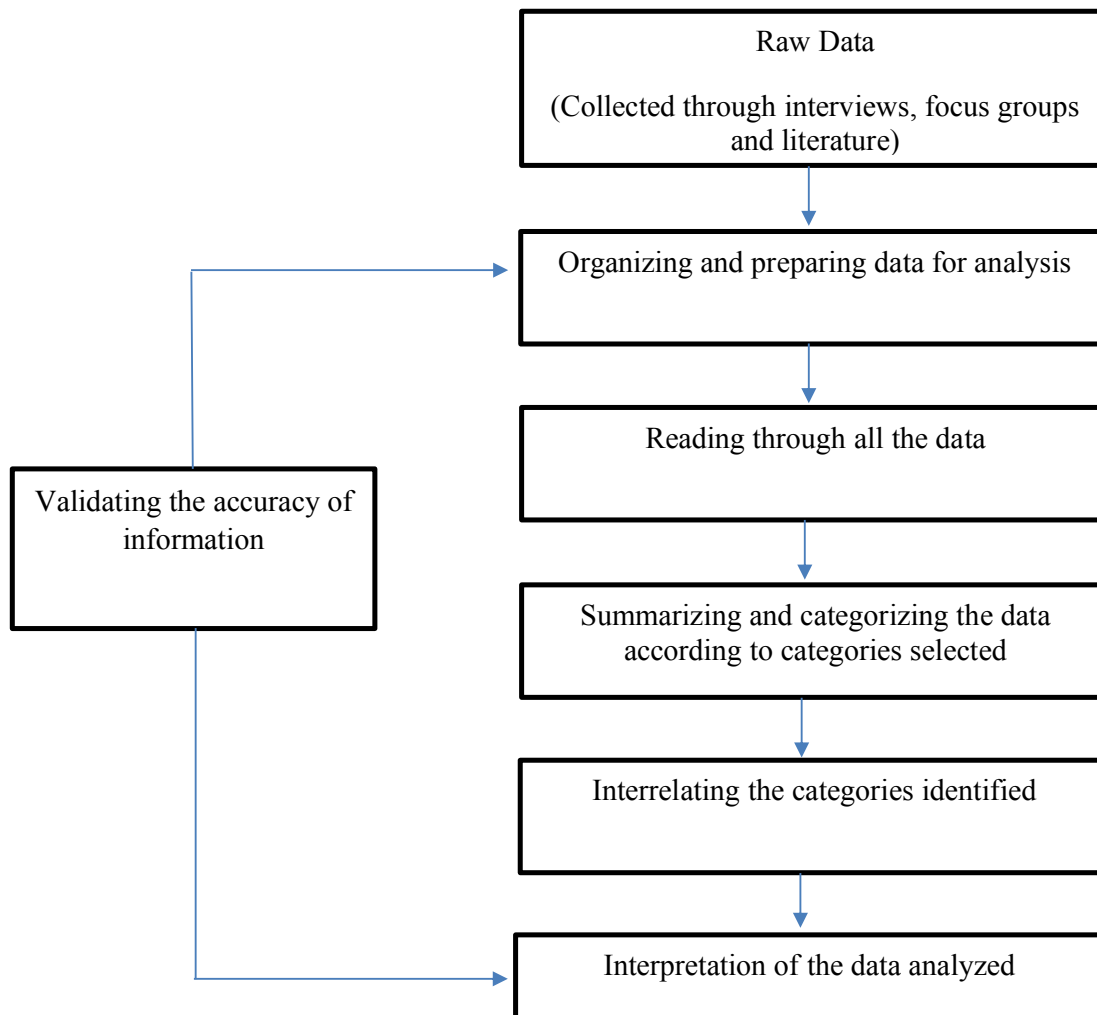 Raw Data
(Collected through interviews, focus groups
and literature)
Organizing and preparing data for analysis
Reading through all the data
Validating the accuracy of
information
Summarizing and categorizing the data
according to categories selected
Interrelating the categories identified
Interpretation of the data analyzed